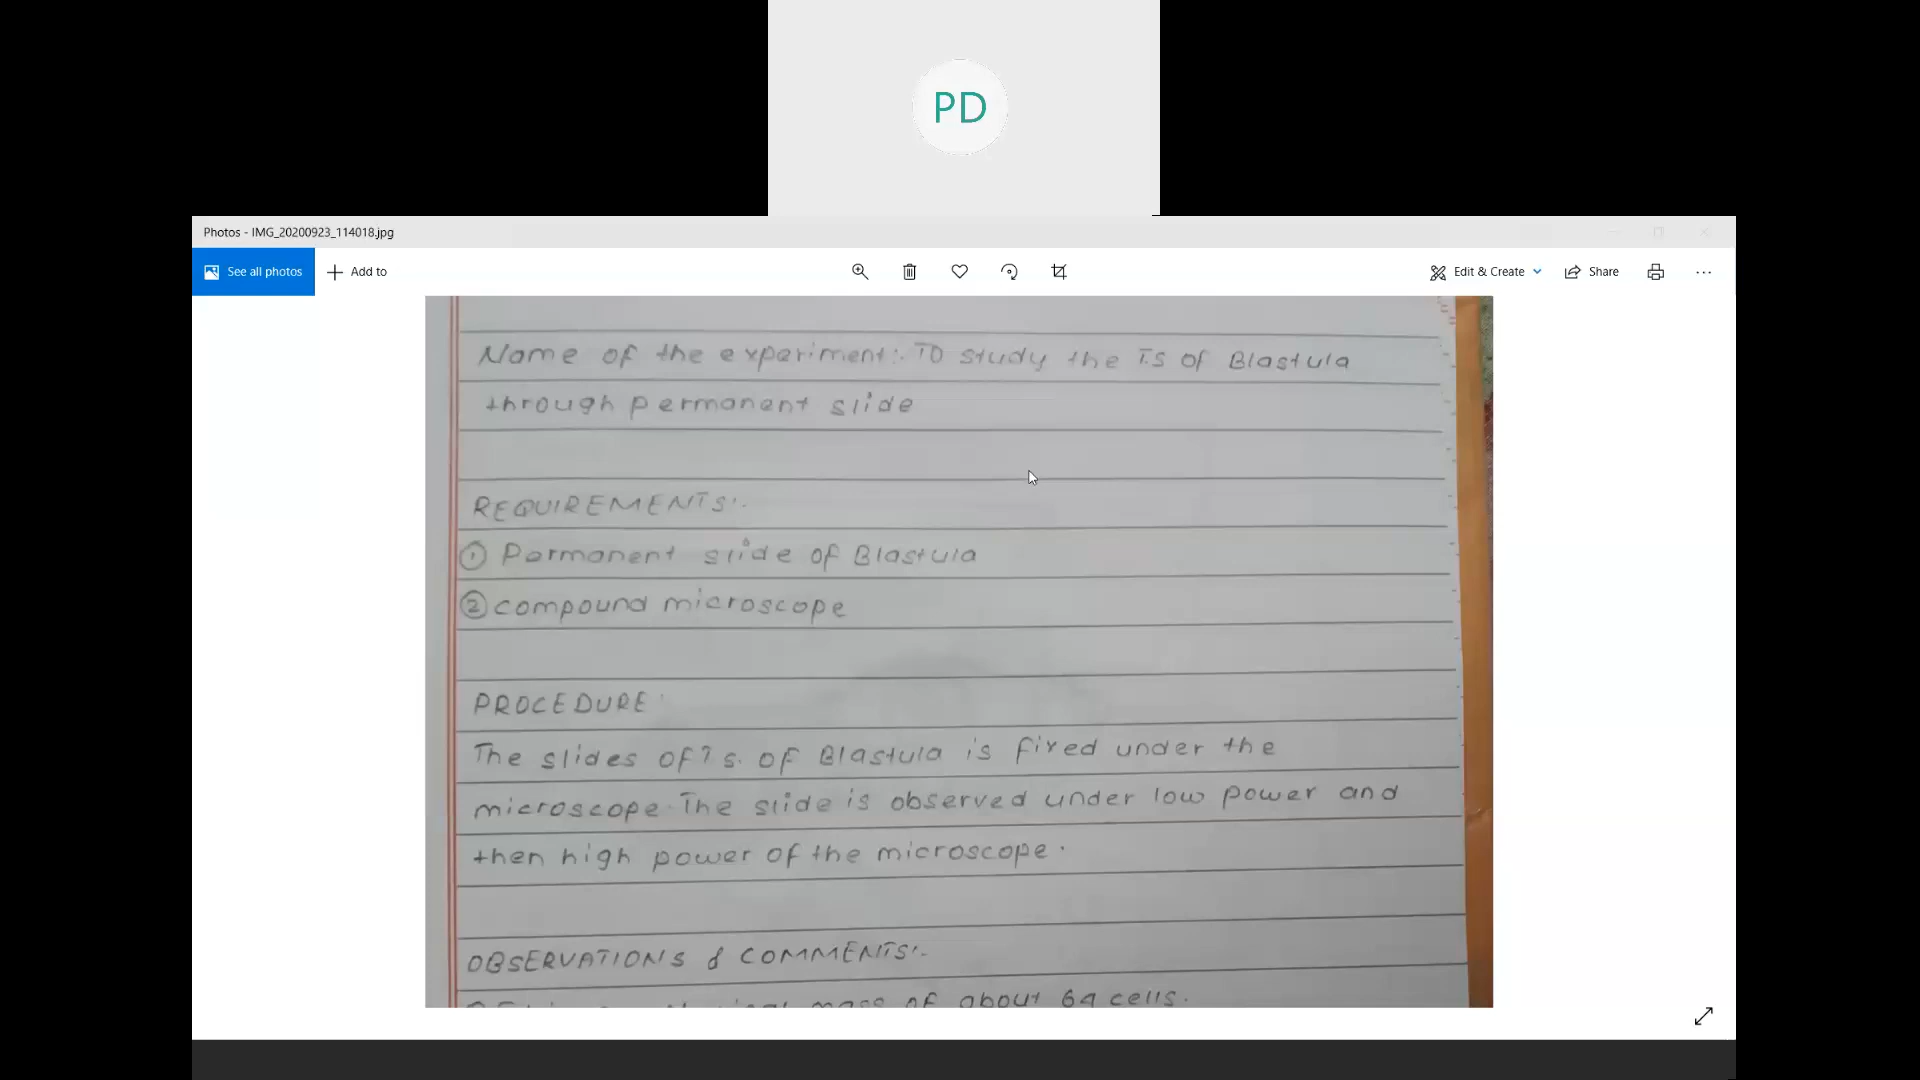 PD
Photos - IMG_20200923_114018.jpg
See all photos
Add to
Edit & Create
Share
Name of the experiment:- To study the T.S of Blastula
through permanent slide
REQUIREMENTS:-
① Permanent slide of Blastula
② compound microscope
PROCEDURE:
The slides of T s. of Blastula is fixed under the
microscope. The slide is observed under low power and
then high power of the microscope.
OBSERVATIONS & COMMENTS:-
mass of about 64 cells.